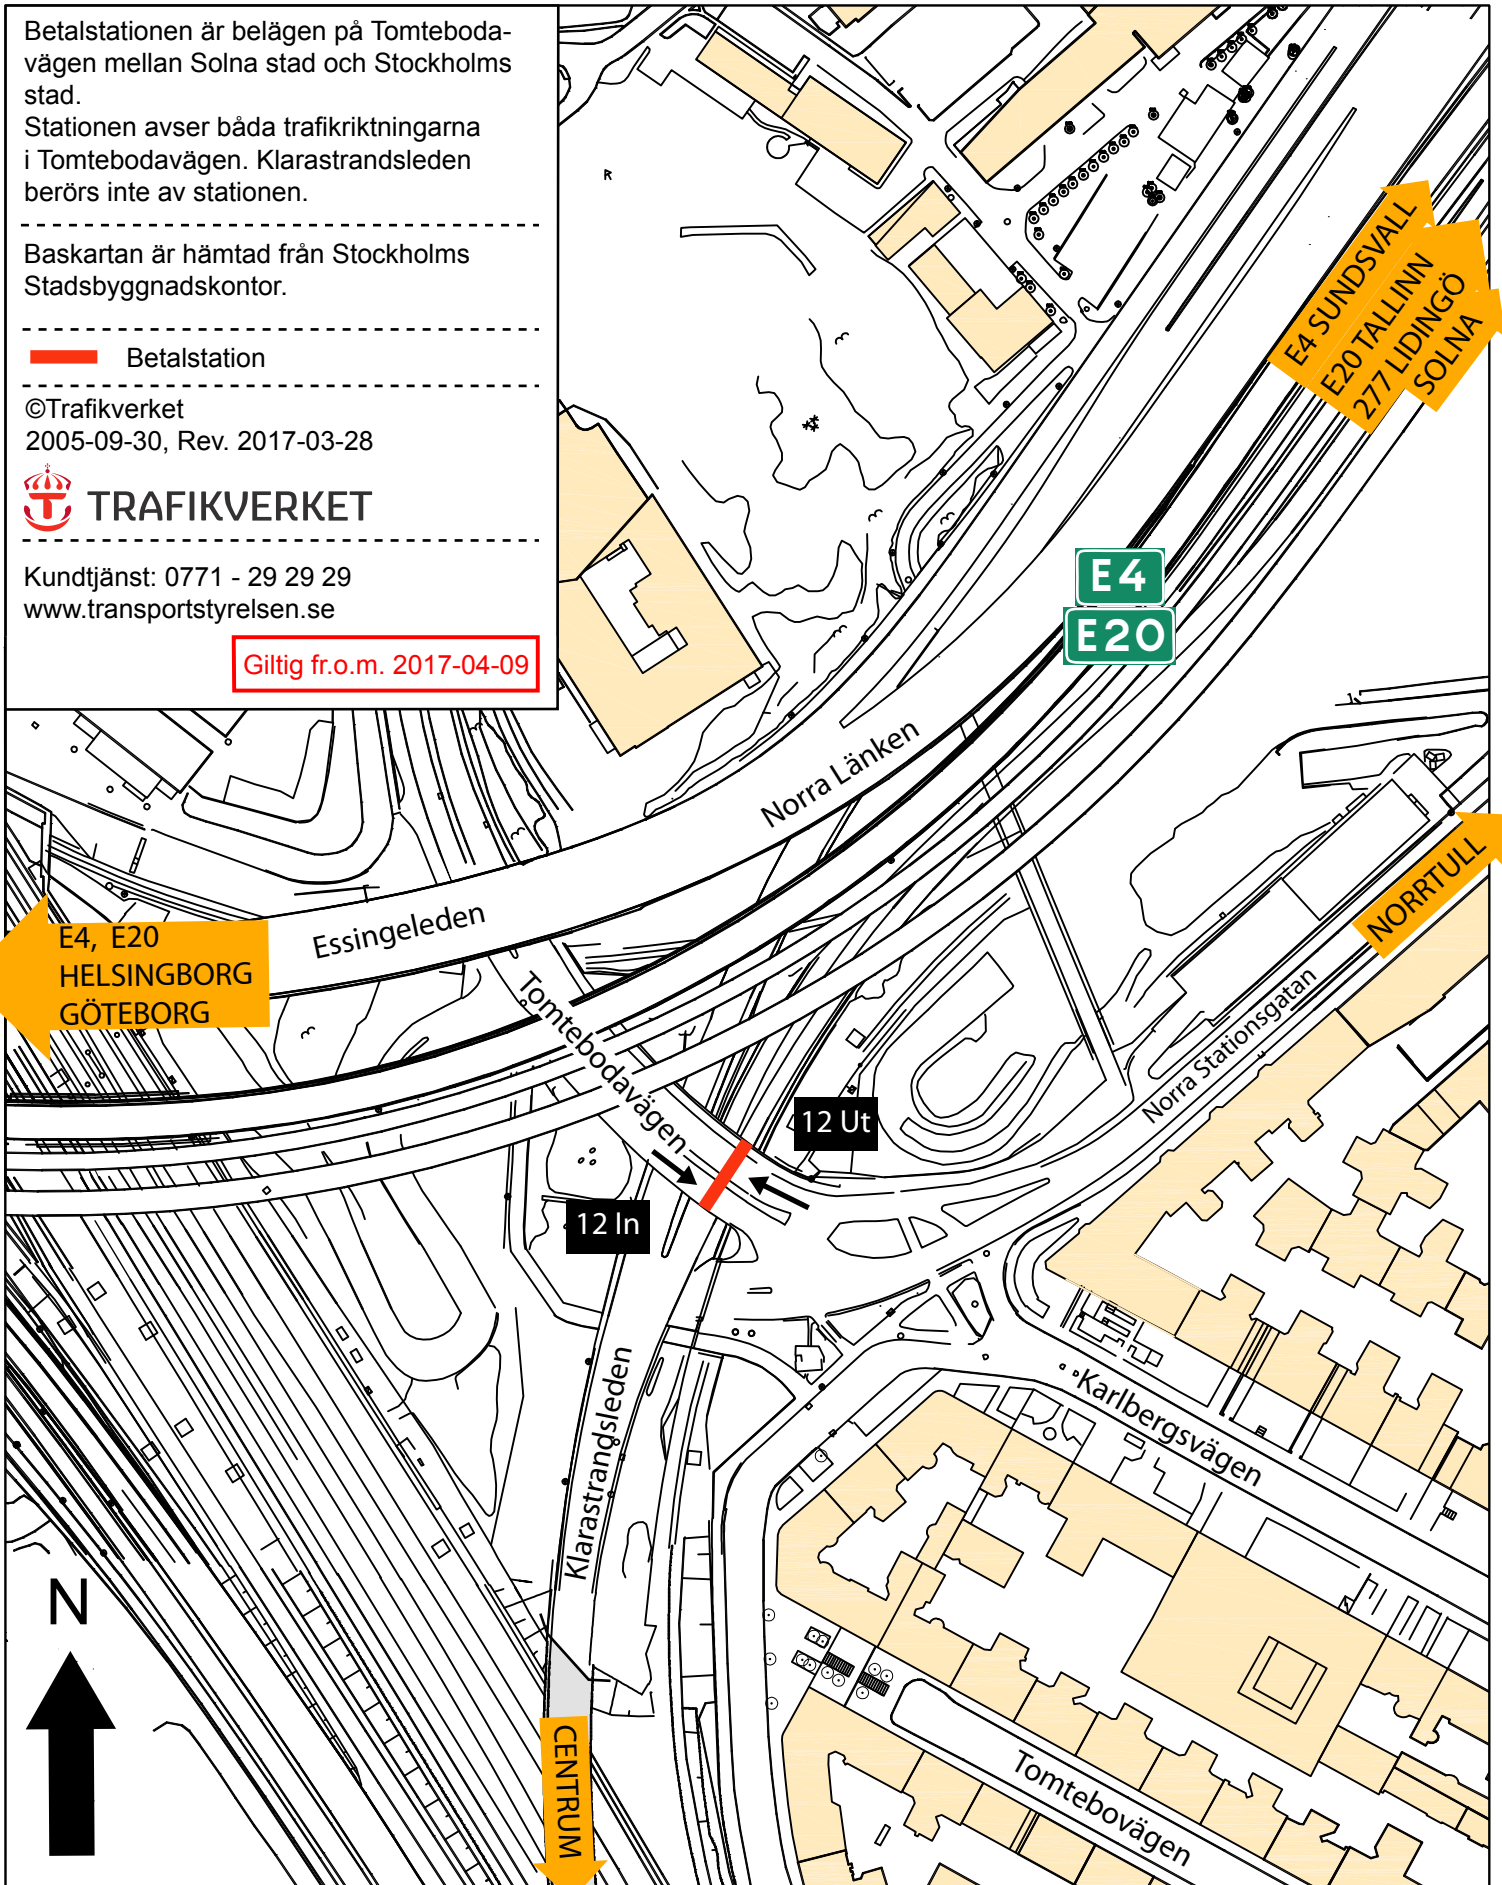 Betalstationen är belägen på Tomteboda-
vägen mellan Solna stad och Stockholms
stad.
Stationen avser båda trafikriktningarna
i Tomtebodavägen. Klarastrandsleden
berörs inte av stationen.
Baskartan är hämtad från Stockholms
Stadsbyggnadskontor.
Betalstation
©Trafikverket
2005-09-30, Rev. 2017-03-28
TRAFIKVERKET
Kundtjänst: 0771 - 29 29 29
www.transportstyrelsen.se
Giltig fr.o.m. 2017-04-09
E4 SUNDSVALL
E20 TALLINN
277 LIDINGÖ
SOLNA
E4
E20
Norra Länken
NORRTULL
Essingeleden
E4, E20
HELSINGBORG
GÖTEBORG
Tomtebodavägen
Norra Stationsgatan
12 Ut
12 In
Klarastrandsleden
Karlbergsvägen
N
CENTRUM
Tomtebovägen